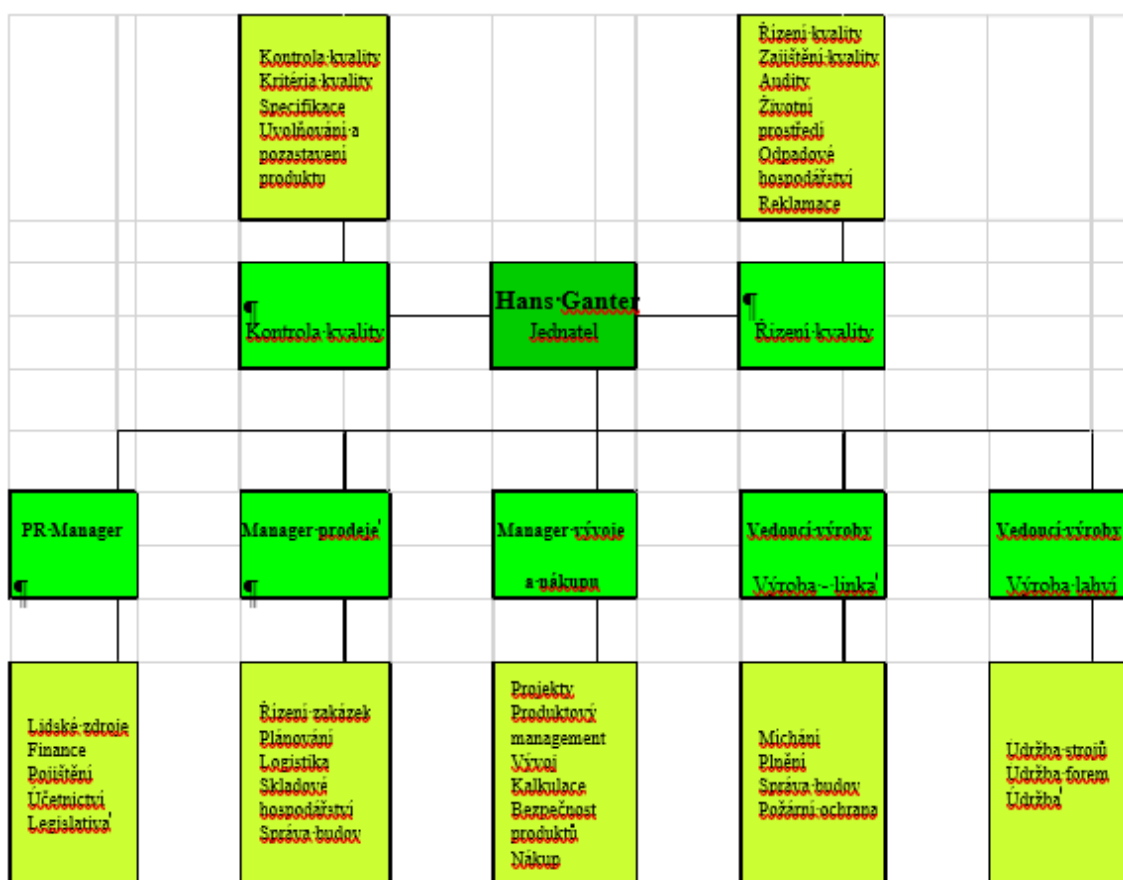 Kontrola kvality
Kritéria kvality
Specifikace
Uvolňování a
pozastavení
produktu
Řízení kvality
Zajištění kvality
Audity
Životní
prostředí
Odpadové
hospodářství
Reklamace
Kontrola kvality
Hans Ganter
Jednatel
Řízení kvality
PR Manager
Manager prodeje
Manager vývoje
a nákupu
Vedoucí výroby
Výroba - linka
Vedoucí výroby
Výroba lahví
Lidské zdroje
Finance
Pojištění
Účetnictví
Legislativa
Řízení zakázek
Plánování
Logistika
Skladové
hospodářství
Správa budov
Projekty
Produktový
management
Vývoj
Kalkulace
Bezpečnost
produktů
Nákup
Míchání
Plnění
Správa budov
Požární ochrana
Údržba strojů
Údržba forem
Údržba